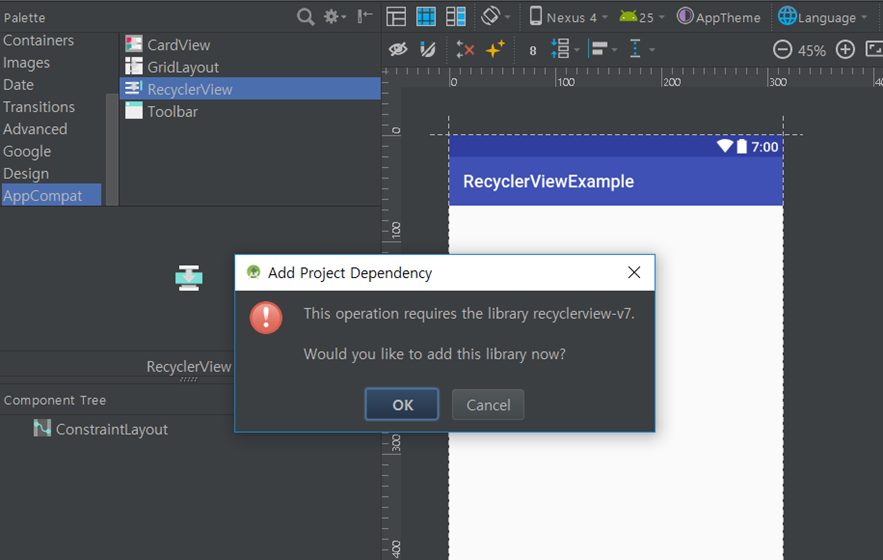 Palette
Nexus 4
25
AppTheme
Language
Containers
Images
Date
Transitions
Advanced
Google
Design
AppCompat
CardView
GridLayout
RecyclerView
Toolbar
8
45%
0
100
200
300
0
100
300
400
7:00
RecyclerViewExample
Add Project Dependency
This operation requires the library recyclerview-v7.
Would you like to add this library now?
OK
Cancel
RecyclerView
Component Tree
ConstraintLayout